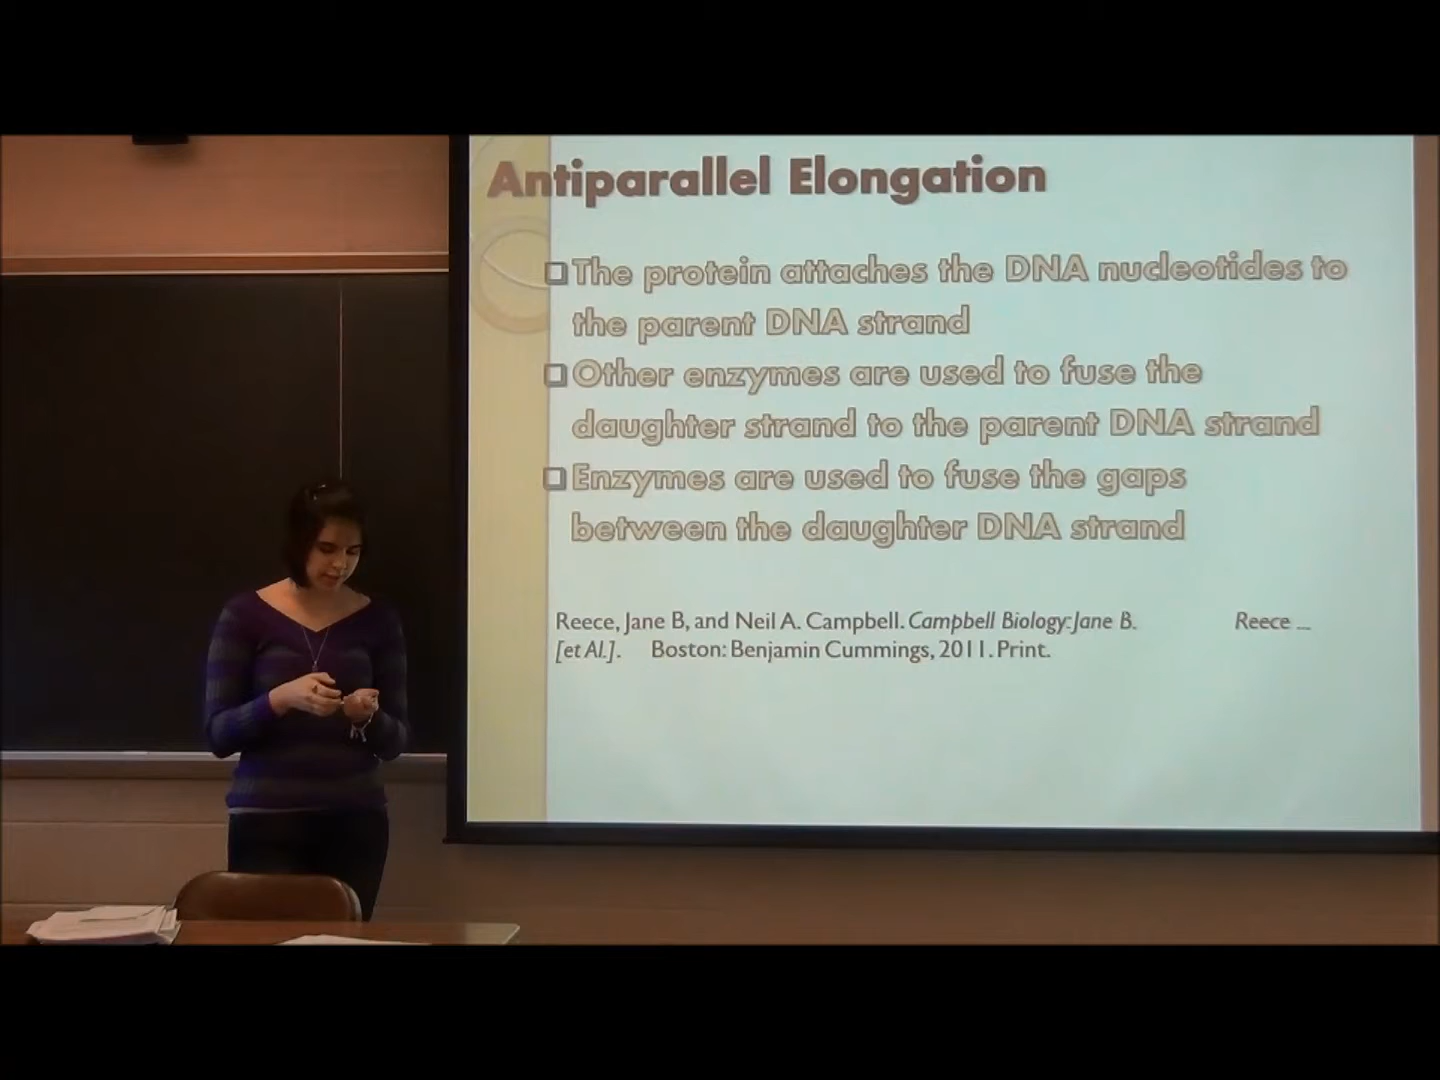 Antiparallel Elongation
The protein attaches the DNA nucleotides to
the parent DNA strand
Other enzymes are used to fuse the
daughter strand to the parent DNA strand
Enzymes are used to fuse the gaps
between the daughter DNA strand
Reece, Jane B, and Neil A. Campbell. Campbell Biology: Jane B. Reece ...
[et Al.]. Boston: Benjamin Cummings, 2011. Print.